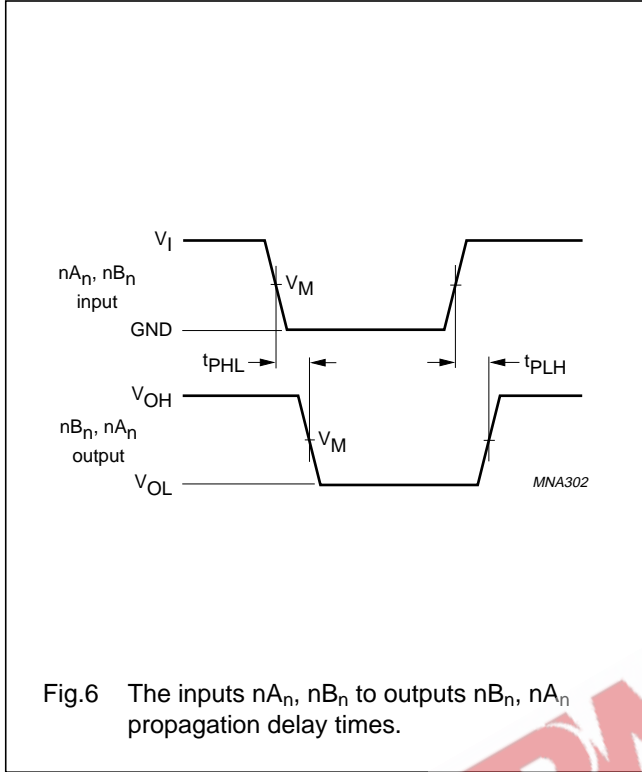 V_I
nA_n, nB_n
input
V_M
GND
t_PHL
t_PLH
V_OH
nB_n, nA_n
output
V_M
V_OL
MNA302
Fig.6 The inputs nA_n, nB_n to outputs nB_n, nA_n
propagation delay times.